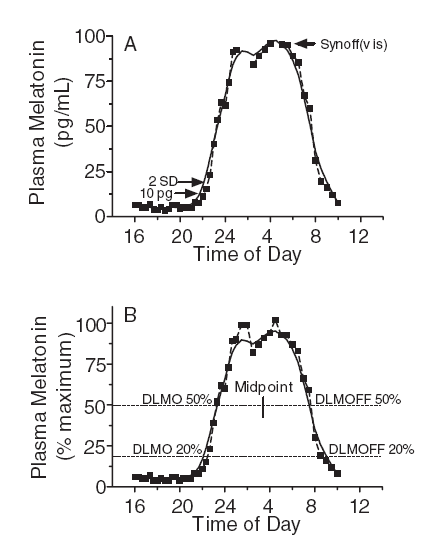 A
Plasma Melatonin
(pg/mL)
100
75
50
25
0
Synoff(vis)
2 SD
10 pg
16 20 24 4 8 12
Time of Day
B
Plasma Melatonin
(% maximum)
100
75
50
25
0
Midpoint
DLMO 50% DLMOFF 50%
DLMO 20% DLMOFF 20%
16 20 24 4 8 12
Time of Day